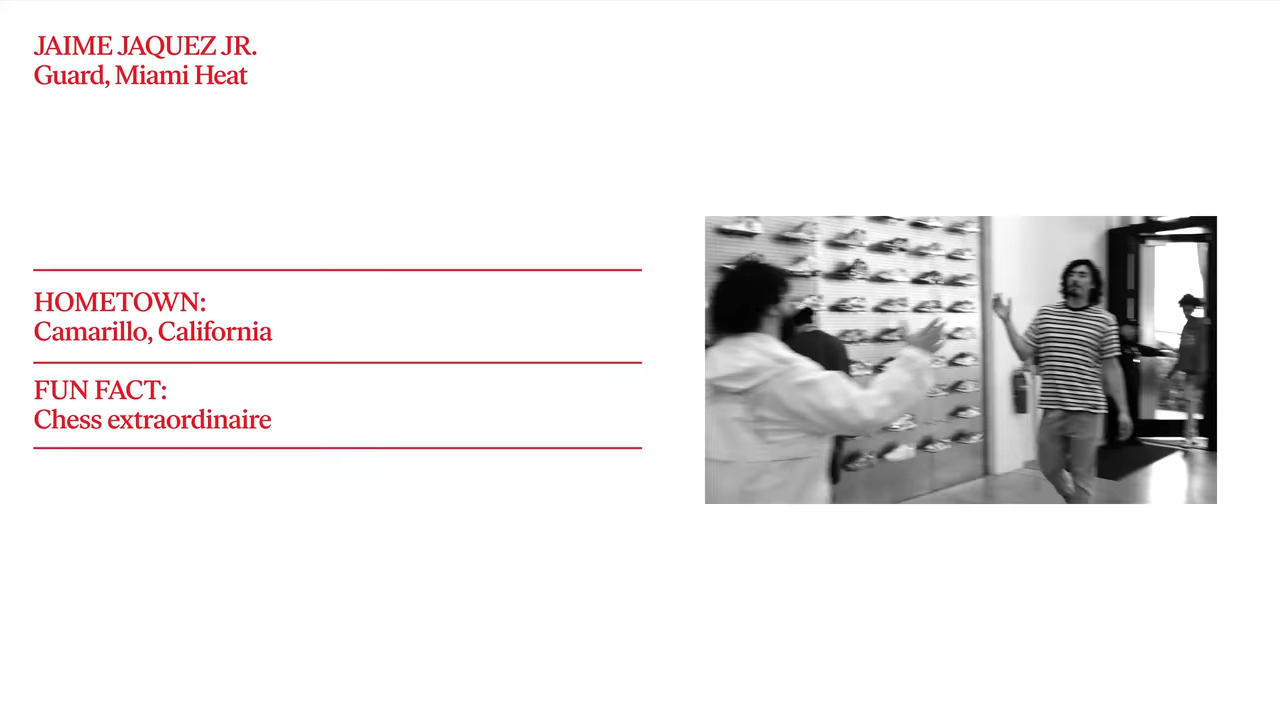 JAIME JAQUEZ JR.
Guard, Miami Heat
HOMETOWN:
Camarillo, California
FUN FACT:
Chess extraordinaire